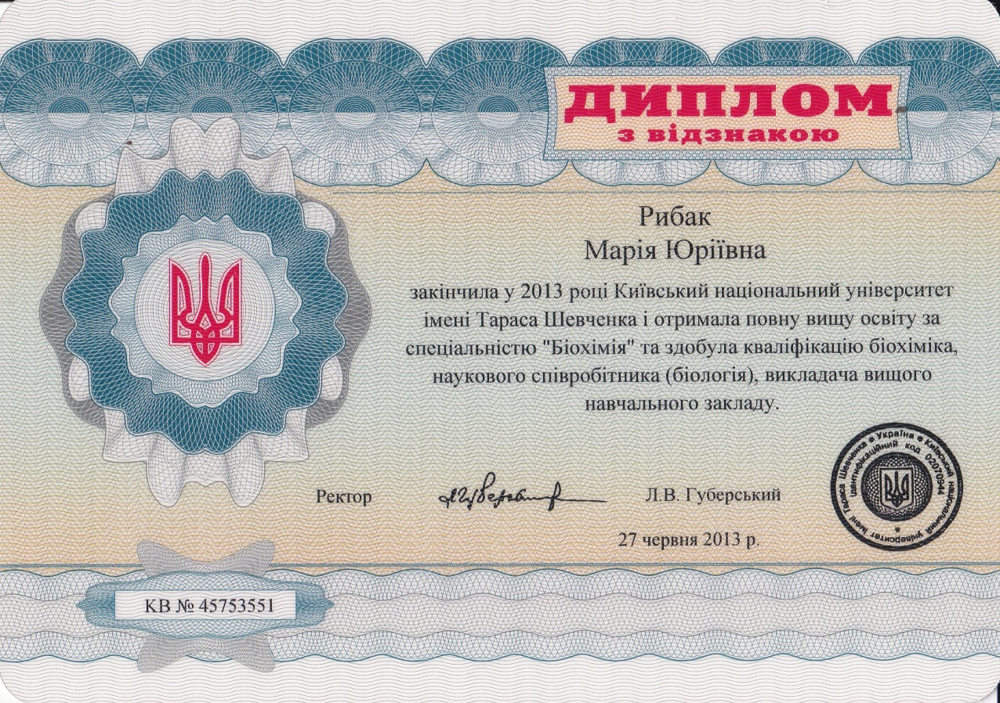 ДИПЛОМ
з відзнакою
Рибак
Марія Юріївна
закінчила у 2013 році Київський національний університет
імені Тараса Шевченка і отримала повну вищу освіту за
спеціальністю "Біохімія" та здобула кваліфікацію біохіміка,
наукового співробітника (біологія), викладача вищого
навчального закладу.
Ректор
Л.В. Губерський
27 червня 2013 р.
Україна * Київський національний університет імені Тараса Шевченка *
ідентифікаційний код 02070944
КВ № 45753551